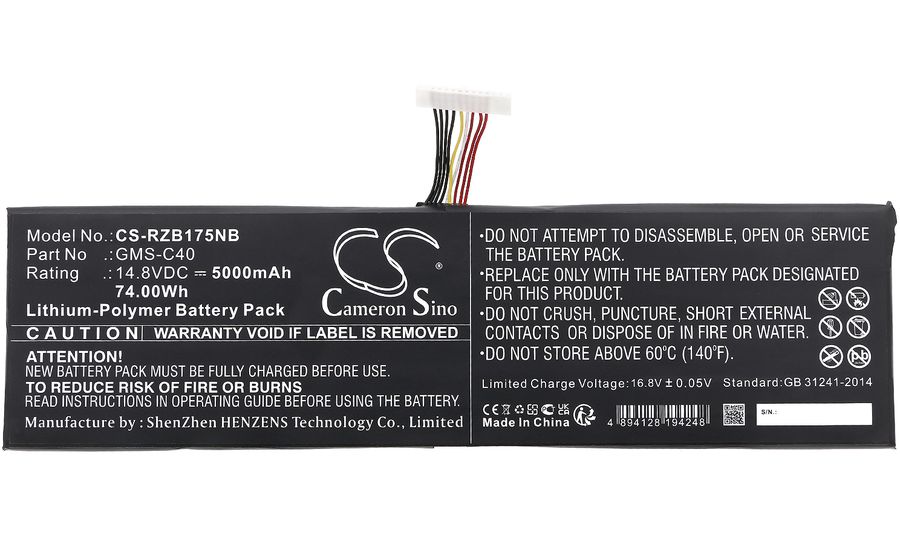 Model No.: CS-RZB175NB
Part No : GMS-C40
Rating : 14.8VDC ⎓ 5000mAh
74.00Wh
Lithium-Polymer Battery Pack
Cameron Sino
®
CAUTION WARRANTY VOID IF LABEL IS REMOVED
ATTENTION!
NEW BATTERY PACK MUST BE FULLY CHARGED BEFORE USE.
TO REDUCE RISK OF FIRE OR BURNS
READ INSTRUCTIONS IN OPERATING GUIDE BEFORE USING THE BATTERY.
Manufacture by : ShenZhen HENZENS Technology Co., Limited
•DO NOT ATTEMPT TO DISASSEMBLE, OPEN OR SERVICE
THE BATTERY PACK.
•REPLACE ONLY WITH THE BATTERY PACK DESIGNATED
FOR THIS PRODUCT.
•DO NOT CRUSH, PUNCTURE, SHORT EXTERNAL
CONTACTS OR DISPOSE OF IN FIRE OR WATER.
•DO NOT STORE ABOVE 60°C (140°F).
Pb
Limited Charge Voltage:16.8V ± 0.05V Standard:GB 31241-2014
CE
Made In China
4 894128 194248
S/N.: